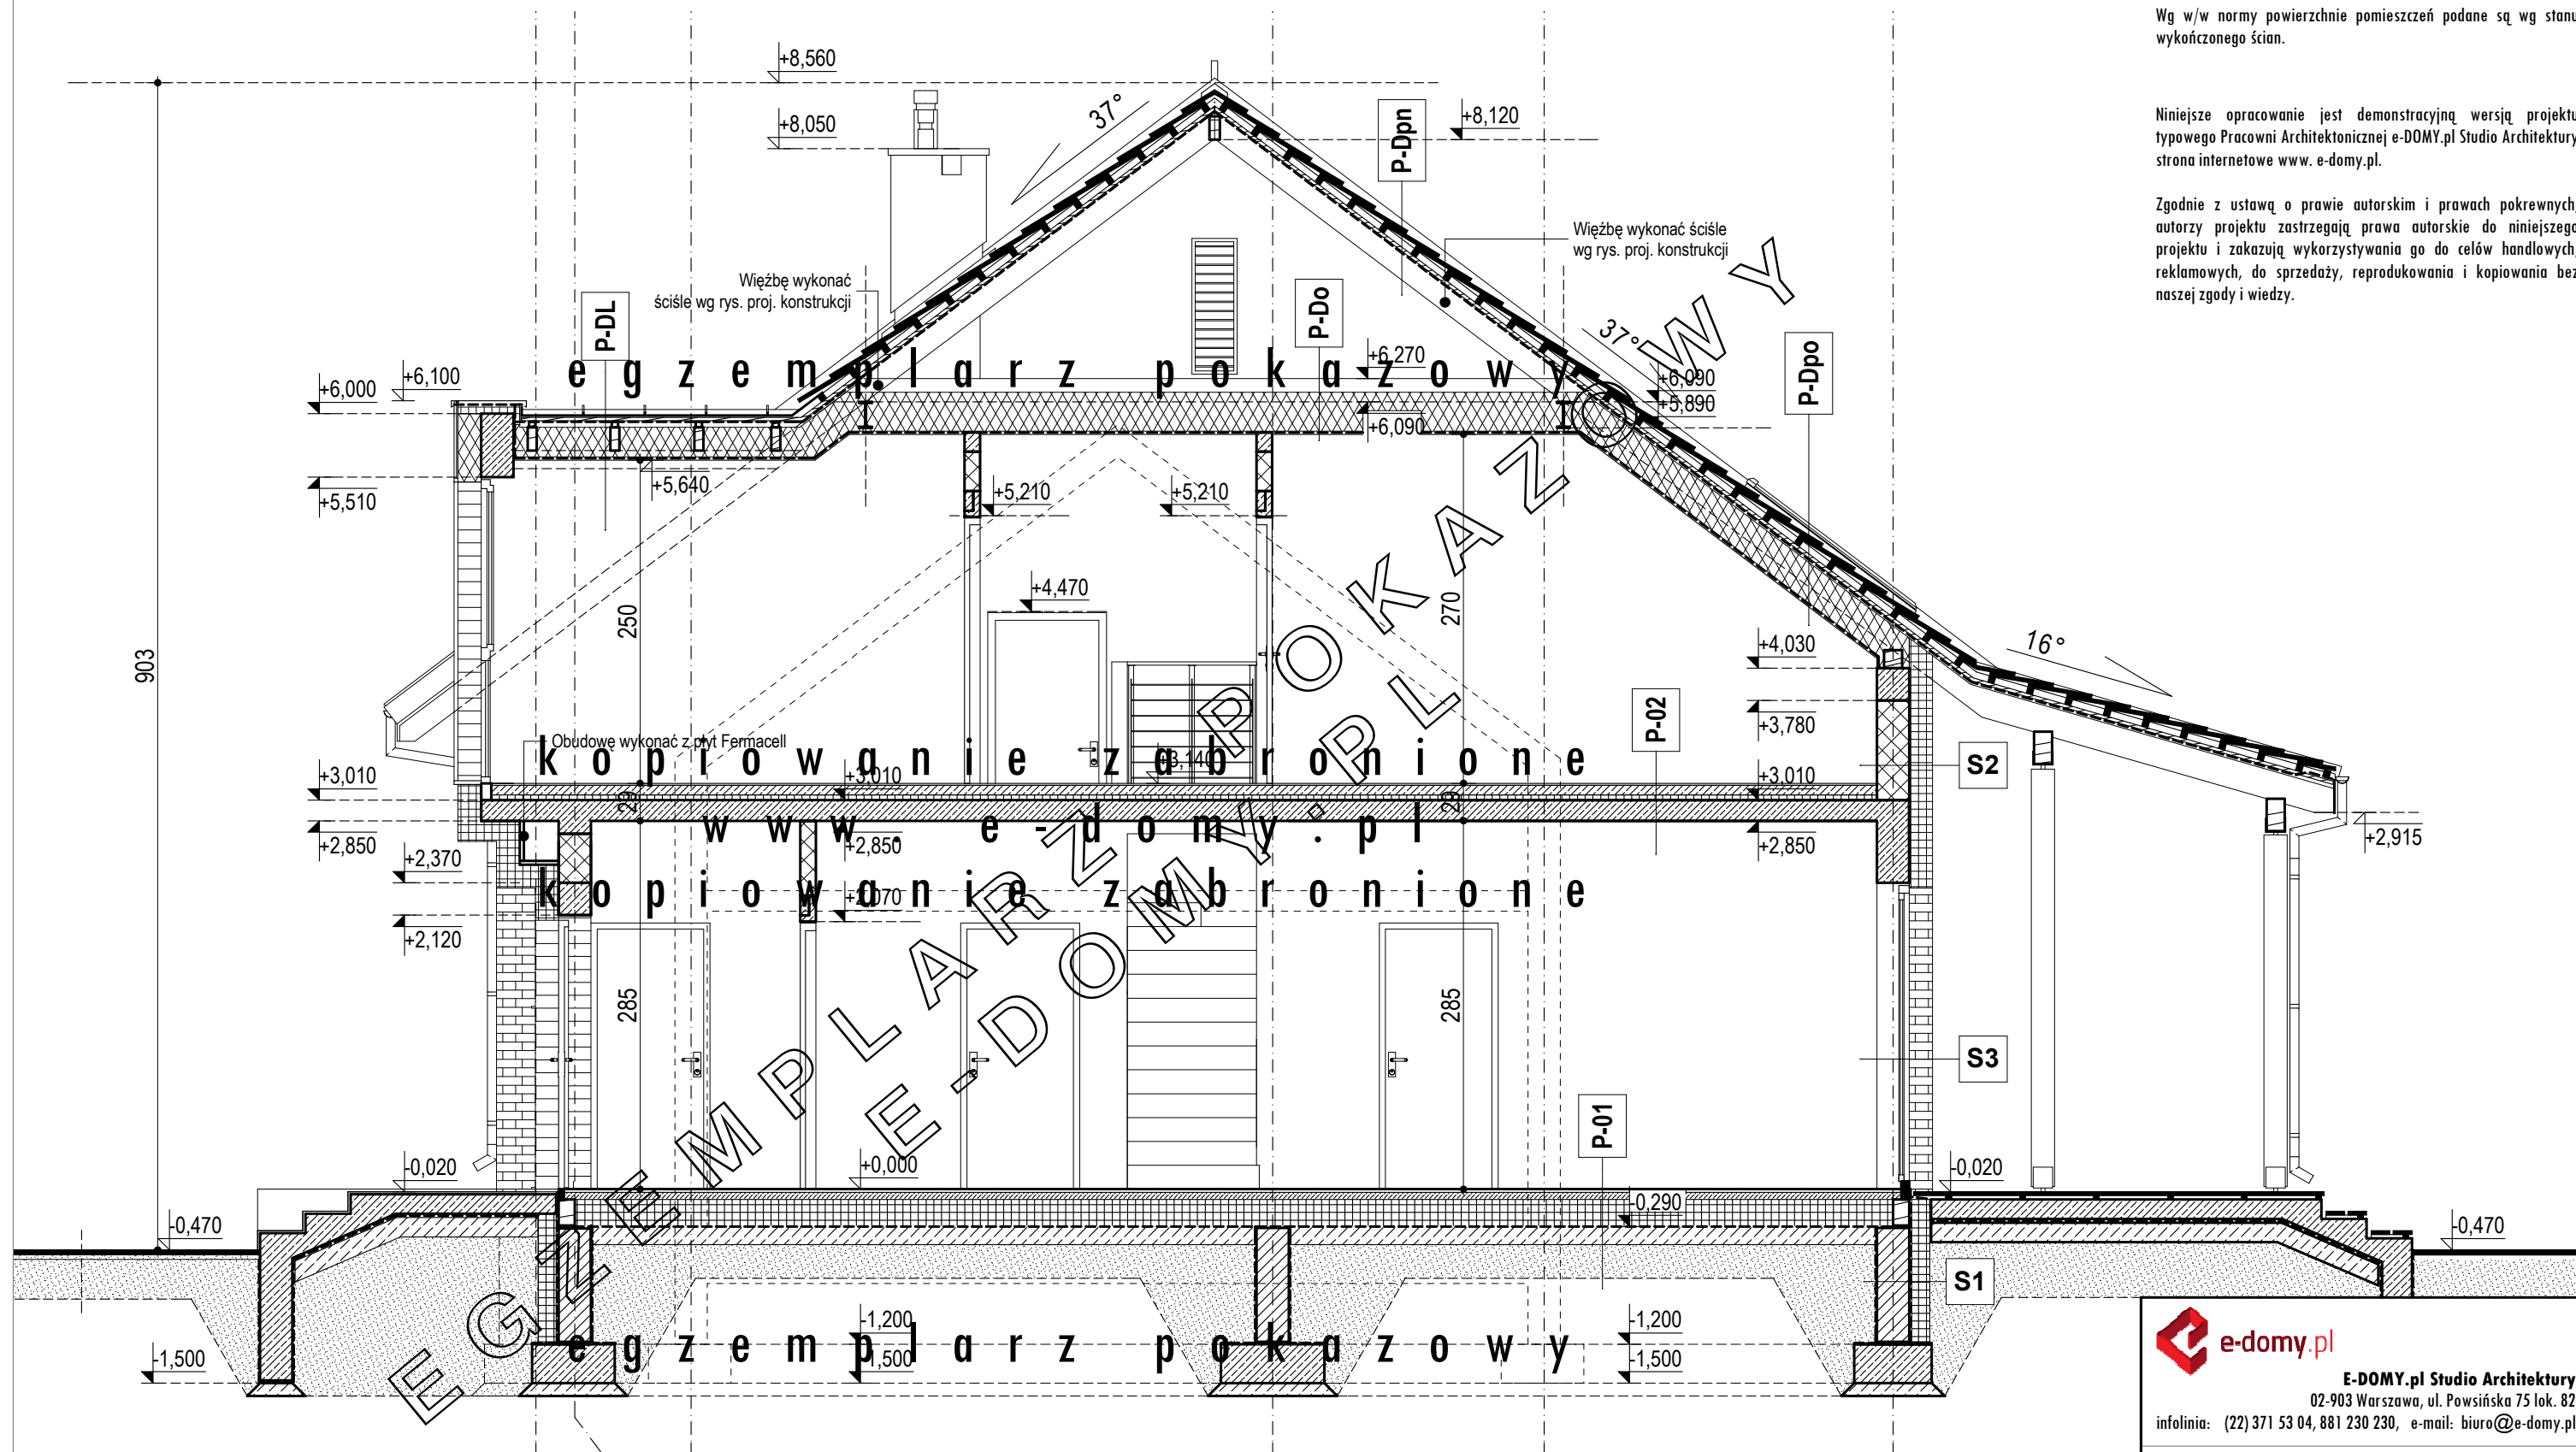 Wg w/w normy powierzchnie pomieszczeń podane są wg stanu
wykończonego ścian.
Niniejsze opracowanie jest demonstracyjną wersją projektu
typowego Pracowni Architektonicznej e-DOMY.pl Studio Architektury
strona internetowe www. e-domy.pl.
Zgodnie z ustawą o prawie autorskim i prawach pokrewnych,
autorzy projektu zastrzegają prawa autorskie do niniejszego
projektu i zakazują wykorzystywania go do celów handlowych,
reklamowych, do sprzedaży, reprodukowania i kopiowania bez
naszej zgody i wiedzy.
+8,560
+8,050
37°
P-Dpn
+8,120
Więźbę wykonać ściśle
wg rys. proj. konstrukcji
Więźbę wykonać
ściśle wg rys. proj. konstrukcji
P-DL
P-Do
37°
P-Dpo
egzemplarz pokazowy
+6,270
+6,090
+5,890
+6,090
+6,000
+6,100
+5,510
+5,640
+5,210
+5,210
+4,470
250
270
903
+4,030
16°
+3,780
P-02
Obudowę wykonać z płyt Fermacell
kopiowanie zabronione
+3,140
S2
+3,010
+3,010
+3,010
29
29
www.e-domy.pl
+2,850
+2,850
+2,850
+2,915
+2,370
kopiowanie zabronione
+2,070
+2,120
285
285
S3
P-01
EGZEMPLARZ POKAZOWY
E-DOMY.PL
-0,020
+0,000
-0,020
-0,290
-0,470
-0,470
S1
-1,200
-1,200
egzemplarz pokazowy
-1,500
-1,500
-1,500
e-domy.pl
E-DOMY.pl Studio Architektury
02-903 Warszawa, ul. Powsińska 75 lok. 82
infolinia: (22) 371 53 04, 881 230 230, e-mail: biuro@e-domy.pl